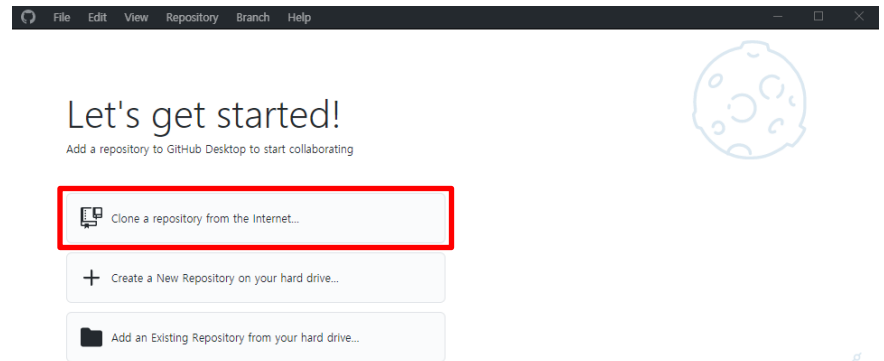 File Edit View Repository Branch Help
Let's get started!
Add a repository to GitHub Desktop to start collaborating
Clone a repository from the Internet...
Create a New Repository on your hard drive...
Add an Existing Repository from your hard drive...